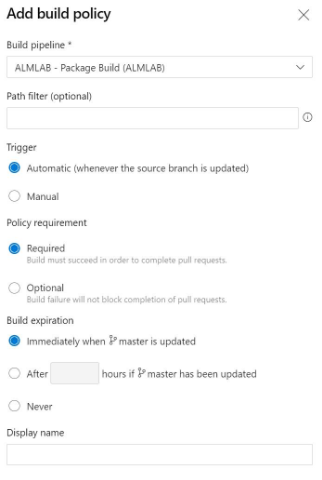 Add build policy
Build pipeline *
ALMLAB - Package Build (ALMLAB)
Path filter (optional)
Trigger
Automatic (whenever the source branch is updated)
Manual
Policy requirement
Required
Build must succeed in order to complete pull requests.
Optional
Build failure will not block completion of pull requests.
Build expiration
Immediately when master is updated
After hours if master has been updated
Never
Display name